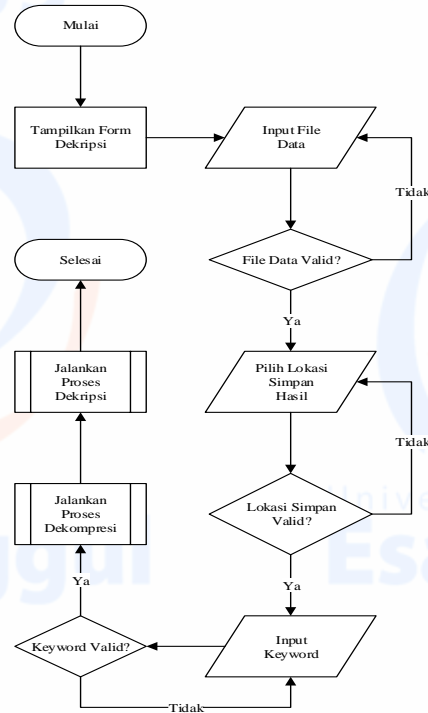 Mulai
Tampilkan Form
Dekripsi
Input File
Data
Tidak
File Data Valid?
Selesai
Ya
Jalankan
Proses
Dekripsi
Pilih Lokasi
Simpan
Hasil
Tidak
Jalankan
Proses
Dekompresi
Lokasi Simpan
Valid?
Ya
Ya
Keyword Valid?
Input
Keyword
Tidak